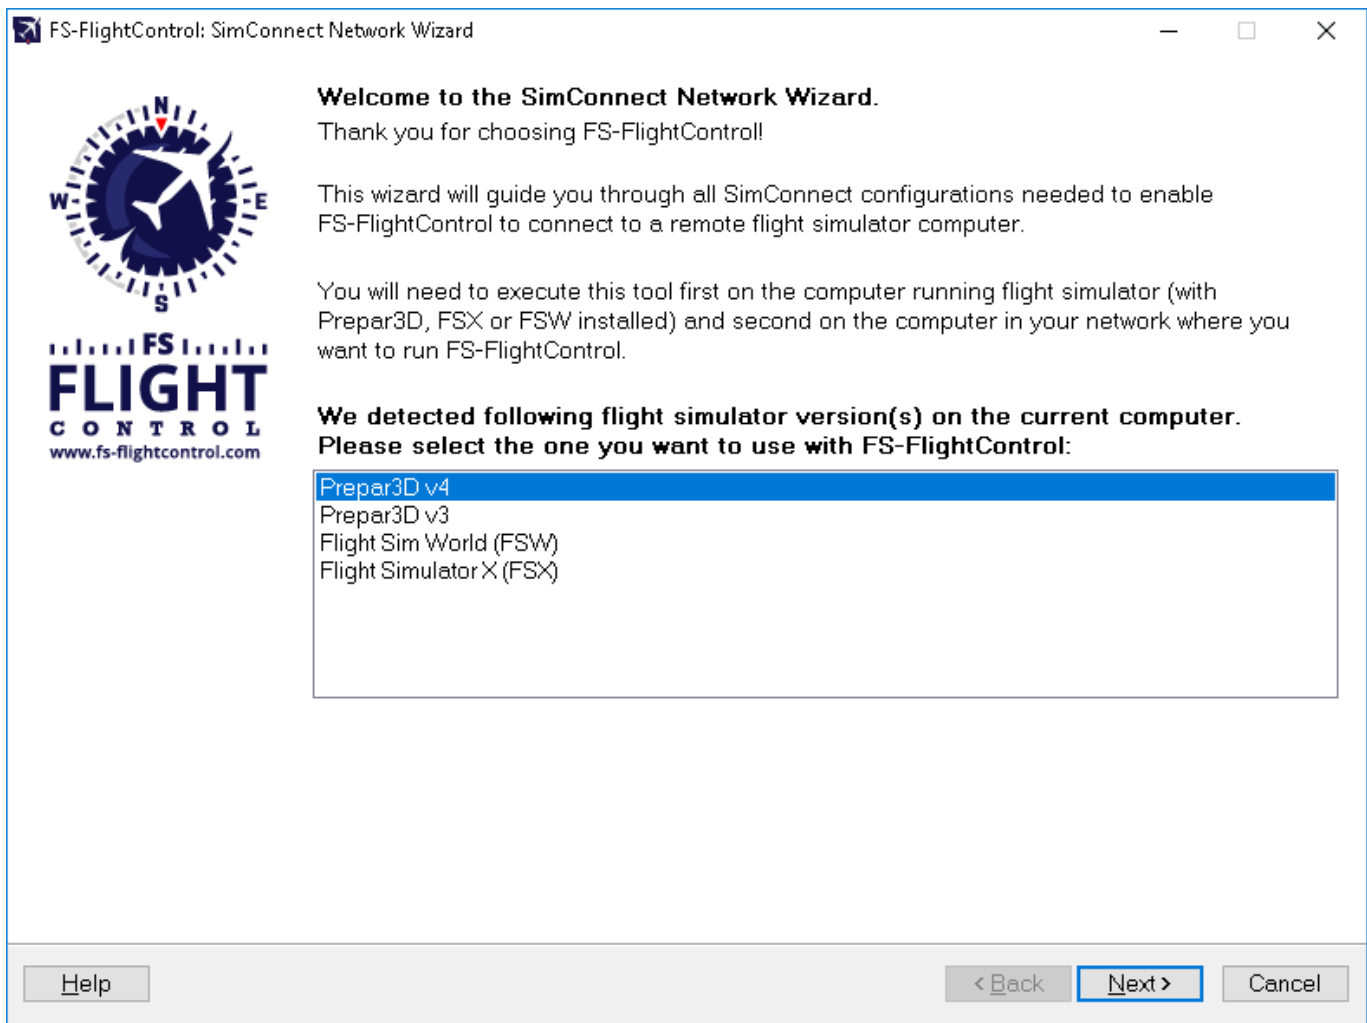 FS-FlightControl: SimConnect Network Wizard
N
W
E
S
FS
FLIGHT
CONTROL
www.fs-flightcontrol.com
Welcome to the SimConnect Network Wizard.
Thank you for choosing FS-FlightControl!
This wizard will guide you through all SimConnect configurations needed to enable
FS-FlightControl to connect to a remote flight simulator computer.
You will need to execute this tool first on the computer running flight simulator (with
Prepar3D, FSX or FSW installed) and second on the computer in your network where you
want to run FS-FlightControl.
We detected following flight simulator version(s) on the current computer.
Please select the one you want to use with FS-FlightControl:
Prepar3D v4
Prepar3D v3
Flight Sim World (FSW)
Flight Simulator X (FSX)
Help
< Back
Next >
Cancel